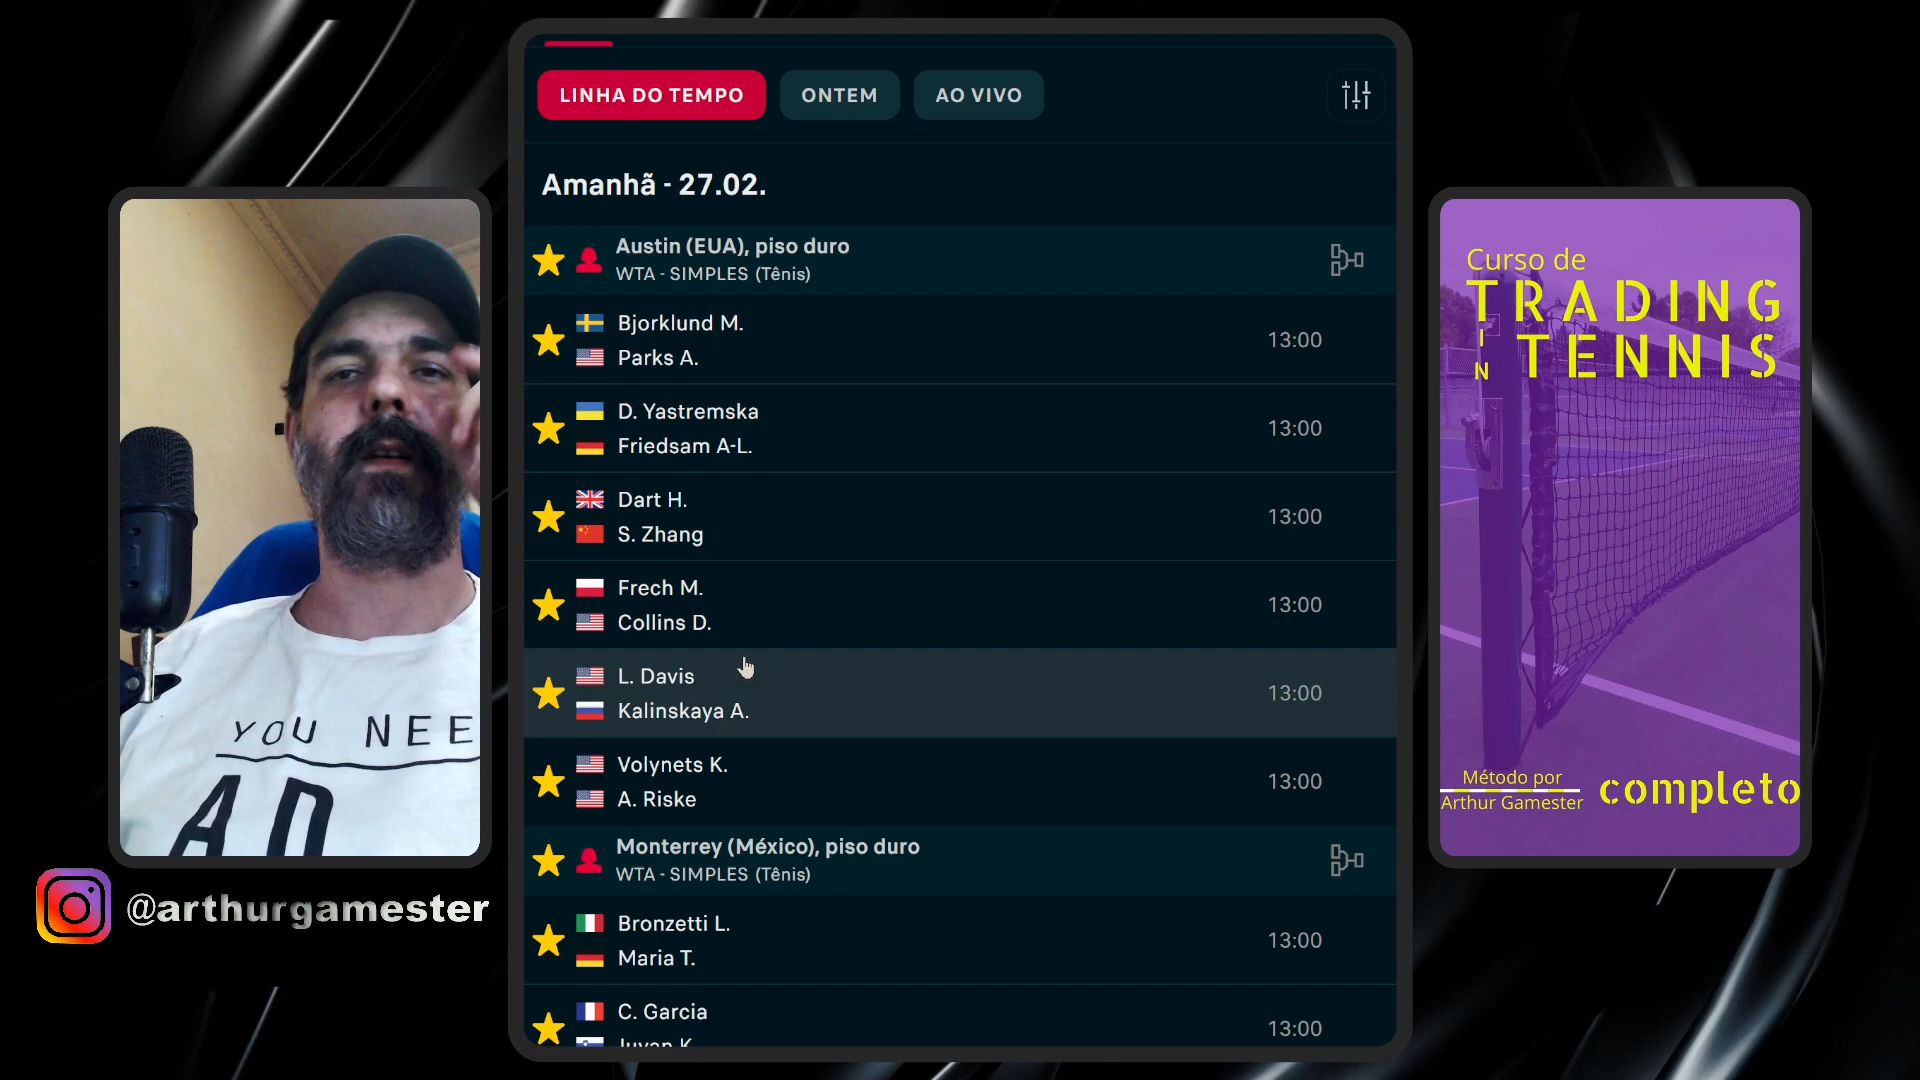 LINHA DO TEMPO
ONTEM
AO VIVO
Amanhã - 27.02.
Austin (EUA), piso duro
WTA - SIMPLES (Tênis)
Bjorklund M.
Parks A.
13:00
D. Yastremska
Friedsam A-L.
13:00
Dart H.
S. Zhang
13:00
Frech M.
Collins D.
13:00
L. Davis
Kalinskaya A.
13:00
Volynets K.
A. Riske
13:00
Monterrey (México), piso duro
WTA - SIMPLES (Tênis)
Bronzetti L.
Maria T.
13:00
C. Garcia
Juvan K.
13:00
YOU NEE
AD
@arthurgamester
Curso de
TRADING
IN
TENNIS
Método por
Arthur Gamester
completo